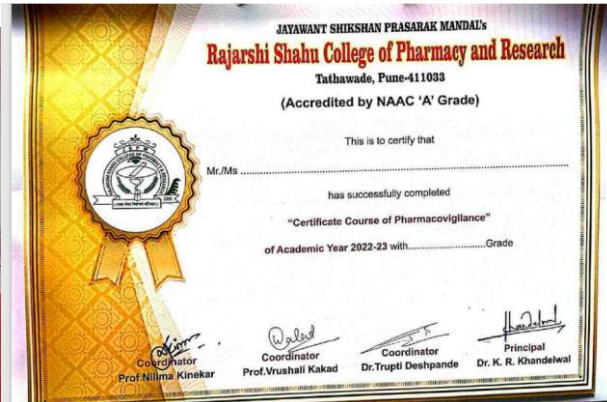 JAYAWANT SHIKSHAN PRASARAK MANDAL's
Rajarshi Shahu College of Pharmacy and Research
Tathawade, Pune-411033
(Accredited by NAAC 'A' Grade)
This is to certify that
Mr./Ms ....................................................................................
has successfully completed
"Certificate Course of Pharmacovigilance"
of Academic Year 2022-23 with..........................Grade
Coordinator
Prof.Nilima Kinekar
Coordinator
Prof.Vrushali Kakad
Coordinator
Dr.Trupti Deshpande
Principal
Dr. K. R. Khandelwal